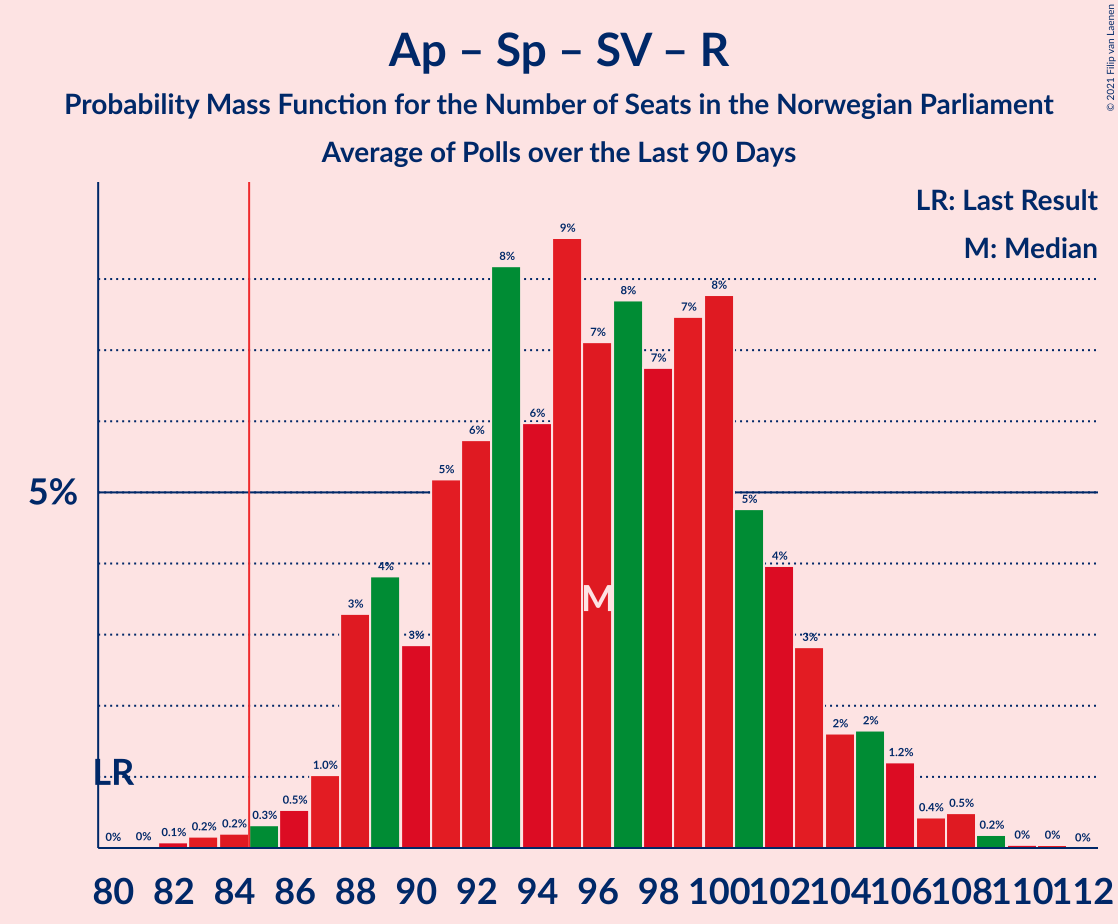 Ap – Sp – SV – R
Probability Mass Function for the Number of Seats in the Norwegian Parliament
Average of Polls over the Last 90 Days
© 2021 Filip van Laenen
LR: Last Result
M: Median
5%
LR
M
0% 0% 0.1% 0.2% 0.2% 0.3% 0.5% 1.0% 3% 4% 3% 5% 6% 8% 6% 9% 7% 8% 7% 7% 8% 5% 4% 3% 2% 2% 1.2% 0.4% 0.5% 0.2% 0% 0% 0%
80 82 84 86 88 90 92 94 96 98 100 102 104 106 108 110 112